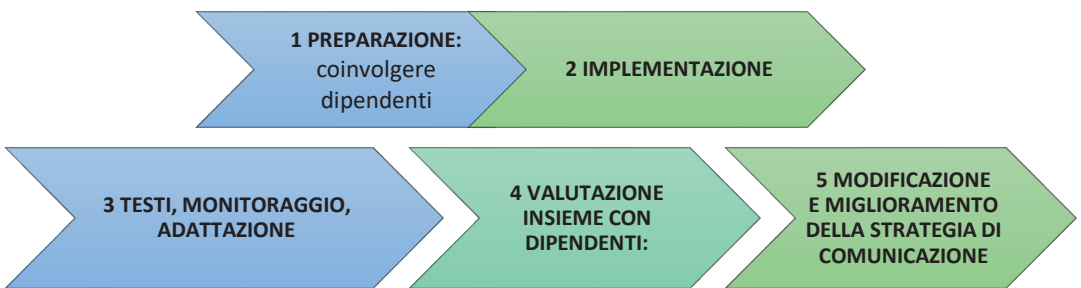 1 PREPARAZIONE:
coinvolgere
dipendenti
2 IMPLEMENTAZIONE
3 TESTI, MONITORAGGIO,
ADATTAZIONE
4 VALUTAZIONE
INSIEME CON
DIPENDENTI:
5 MODIFICAZIONE
E MIGLIORAMENTO
DELLA STRATEGIA DI
COMUNICAZIONE